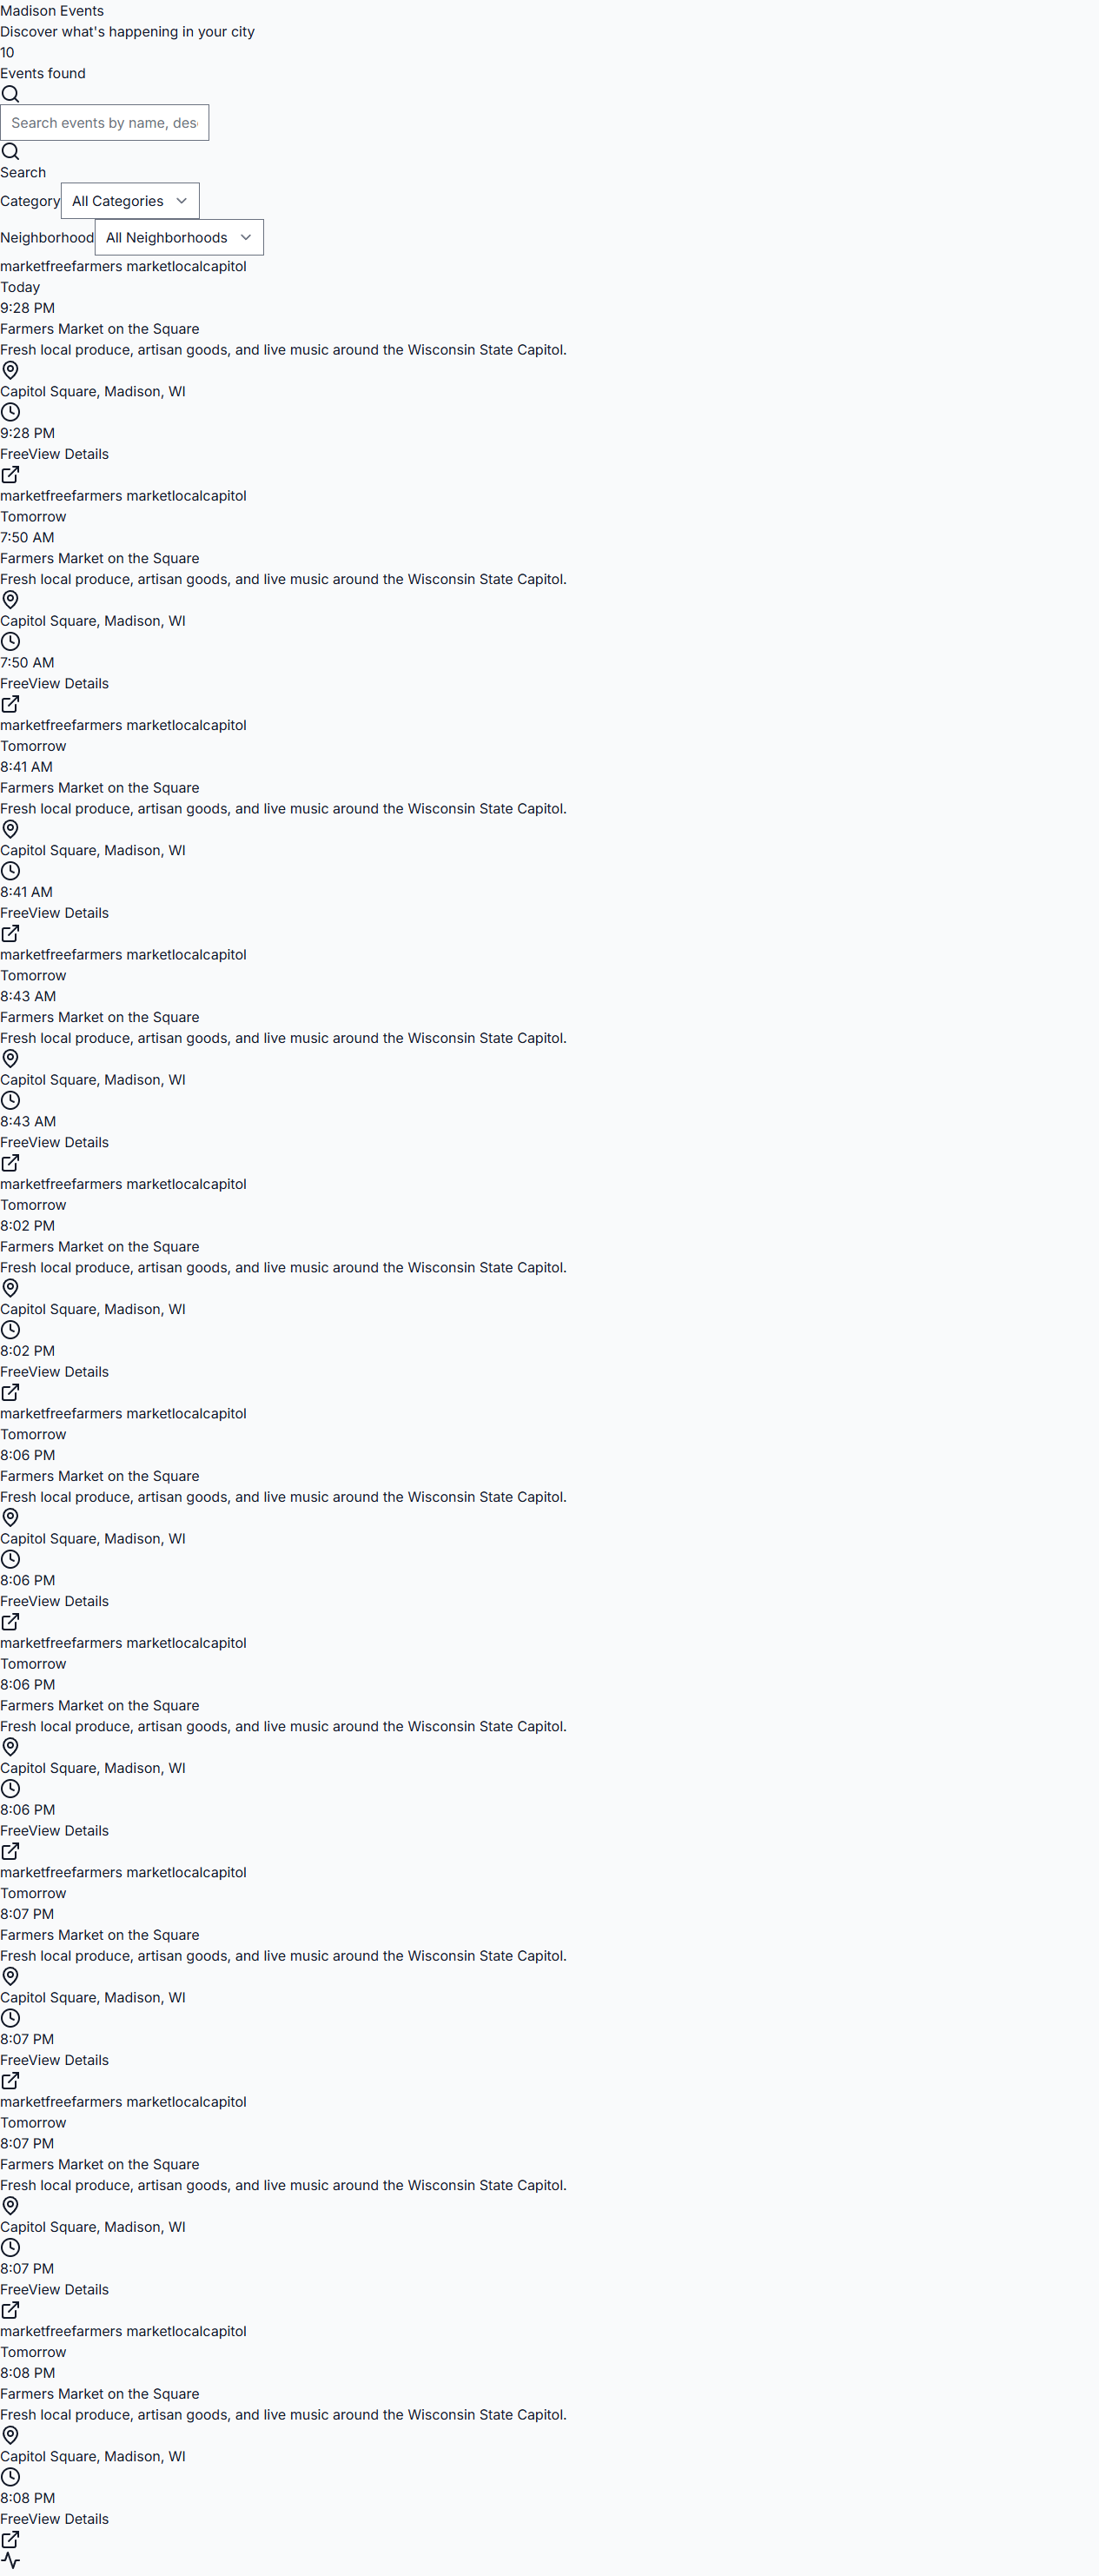 Madison Events
Discover what's happening in your city
10
Events found
Search events by name, des
Search
Category All Categories
Neighborhood All Neighborhoods
marketfreefarmers marketlocalcapitol
Today
9:28 PM
Farmers Market on the Square
Fresh local produce, artisan goods, and live music around the Wisconsin State Capitol.
Capitol Square, Madison, WI
9:28 PM
FreeView Details
marketfreefarmers marketlocalcapitol
Tomorrow
7:50 AM
Farmers Market on the Square
Fresh local produce, artisan goods, and live music around the Wisconsin State Capitol.
Capitol Square, Madison, WI
7:50 AM
FreeView Details
marketfreefarmers marketlocalcapitol
Tomorrow
8:41 AM
Farmers Market on the Square
Fresh local produce, artisan goods, and live music around the Wisconsin State Capitol.
Capitol Square, Madison, WI
8:41 AM
FreeView Details
marketfreefarmers marketlocalcapitol
Tomorrow
8:43 AM
Farmers Market on the Square
Fresh local produce, artisan goods, and live music around the Wisconsin State Capitol.
Capitol Square, Madison, WI
8:43 AM
FreeView Details
marketfreefarmers marketlocalcapitol
Tomorrow
8:02 PM
Farmers Market on the Square
Fresh local produce, artisan goods, and live music around the Wisconsin State Capitol.
Capitol Square, Madison, WI
8:02 PM
FreeView Details
marketfreefarmers marketlocalcapitol
Tomorrow
8:06 PM
Farmers Market on the Square
Fresh local produce, artisan goods, and live music around the Wisconsin State Capitol.
Capitol Square, Madison, WI
8:06 PM
FreeView Details
marketfreefarmers marketlocalcapitol
Tomorrow
8:06 PM
Farmers Market on the Square
Fresh local produce, artisan goods, and live music around the Wisconsin State Capitol.
Capitol Square, Madison, WI
8:06 PM
FreeView Details
marketfreefarmers marketlocalcapitol
Tomorrow
8:07 PM
Farmers Market on the Square
Fresh local produce, artisan goods, and live music around the Wisconsin State Capitol.
Capitol Square, Madison, WI
8:07 PM
FreeView Details
marketfreefarmers marketlocalcapitol
Tomorrow
8:07 PM
Farmers Market on the Square
Fresh local produce, artisan goods, and live music around the Wisconsin State Capitol.
Capitol Square, Madison, WI
8:07 PM
FreeView Details
marketfreefarmers marketlocalcapitol
Tomorrow
8:08 PM
Farmers Market on the Square
Fresh local produce, artisan goods, and live music around the Wisconsin State Capitol.
Capitol Square, Madison, WI
8:08 PM
FreeView Details